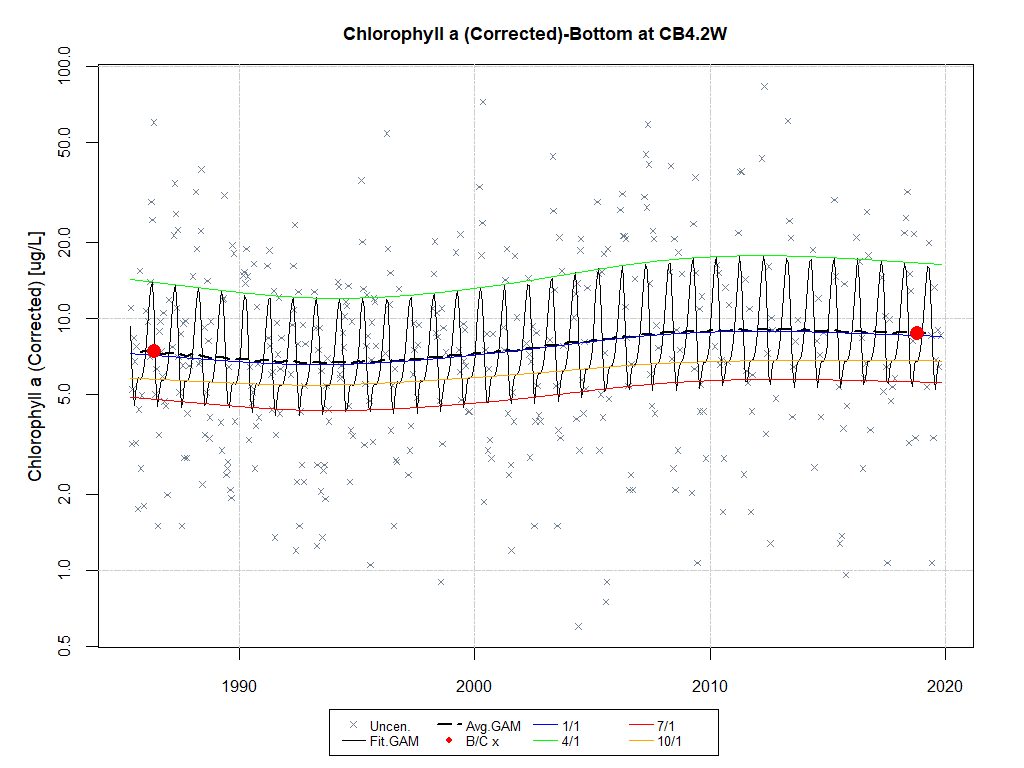 Chlorophyll a (Corrected)-Bottom at CB4.2W
Chlorophyll a (Corrected) [ug/L]
100.0
50.0
20.0
10.0
5.0
2.0
1.0
0.5
1990 2000 2010 2020
Uncen. Avg.GAM 1/1 7/1
Fit.GAM B/C x 4/1 10/1